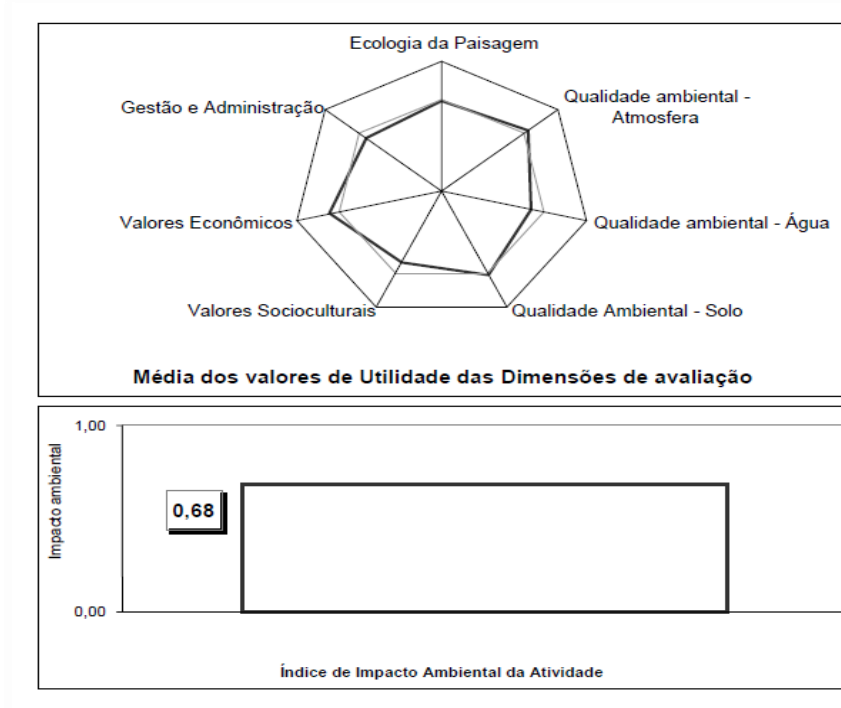 Ecologia da Paisagem
Qualidade ambiental -
Atmosfera
Gestão e Administração
Valores Econômicos
Qualidade ambiental - Água
Valores Socioculturais
Qualidade Ambiental - Solo
Média dos valores de Utilidade das Dimensões de avaliação
1,00
Impacto ambiental
0,68
0,00
Índice de Impacto Ambiental da Atividade